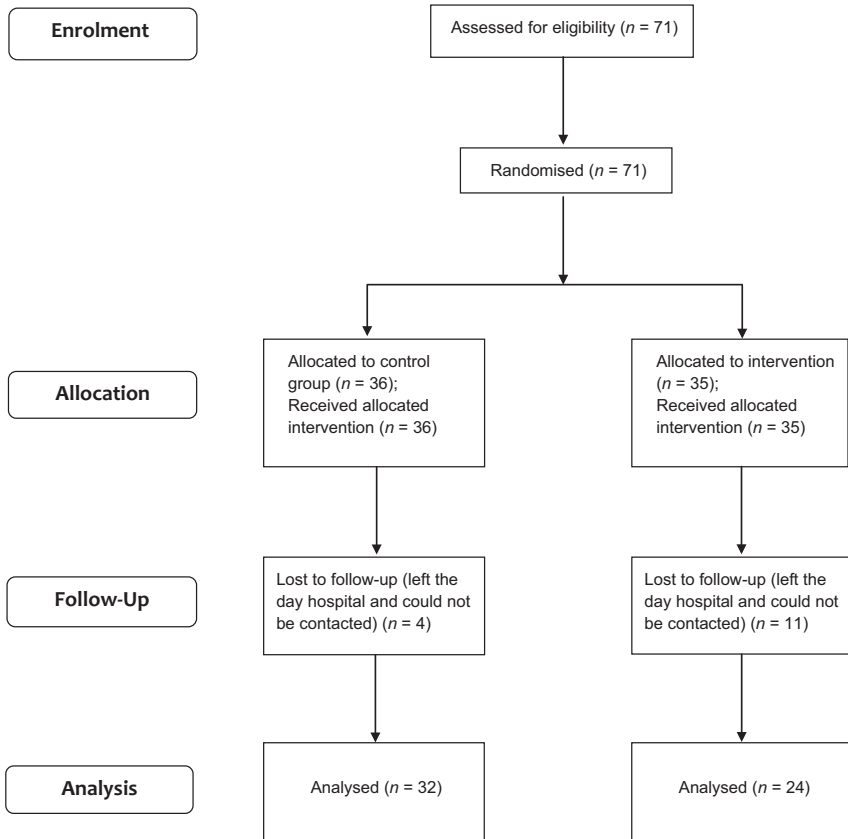 Enrolment
Assessed for eligibility (n = 71)
Randomised (n = 71)
Allocation
Allocated to control
group (n = 36);
Received allocated
intervention (n = 36)
Allocated to intervention
(n = 35);
Received allocated
intervention (n = 35)
Follow-Up
Lost to follow-up (left the
day hospital and could not
be contacted) (n = 4)
Lost to follow-up (left the
day hospital and could not
be contacted) (n = 11)
Analysis
Analysed (n = 32)
Analysed (n = 24)